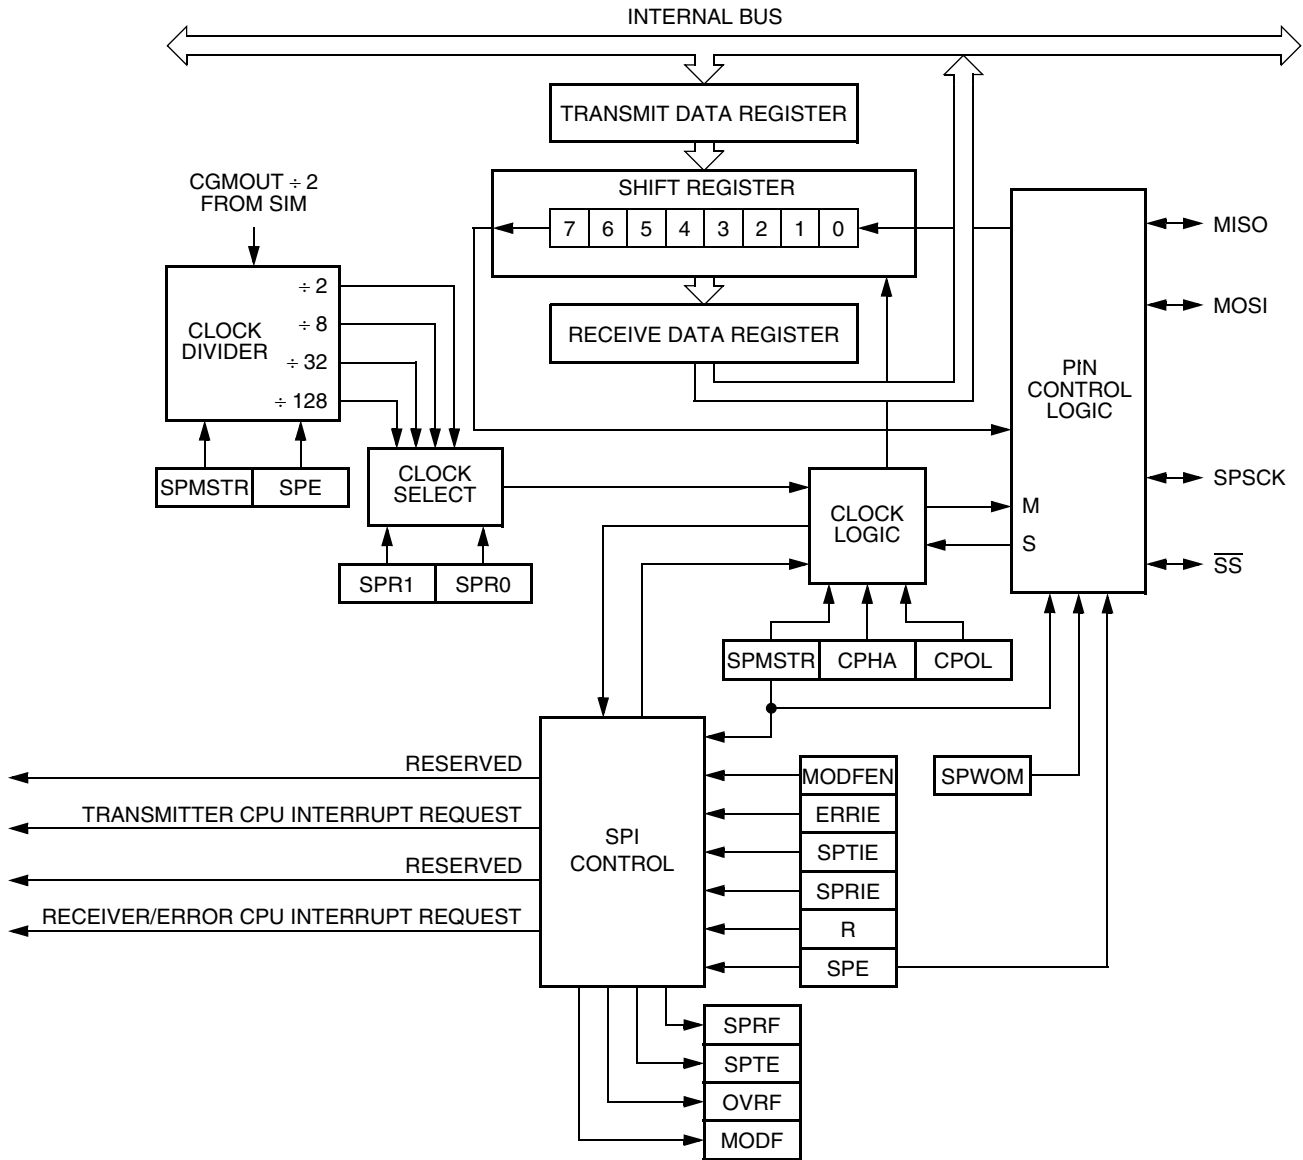 INTERNAL BUS
TRANSMIT DATA REGISTER
CGMOUT ÷ 2
FROM SIM
SHIFT REGISTER
7 6 5 4 3 2 1 0
MISO
MOSI
÷ 2
÷ 8
÷ 32
÷ 128
CLOCK
DIVIDER
RECEIVE DATA REGISTER
PIN
CONTROL
LOGIC
SPMSTR SPE
CLOCK
SELECT
SPSCK
CLOCK
LOGIC
M
S
SS
SPR1 SPR0
SPMSTR CPHA CPOL
RESERVED
TRANSMITTER CPU INTERRUPT REQUEST
RESERVED
RECEIVER/ERROR CPU INTERRUPT REQUEST
SPI
CONTROL
MODFEN
ERRIE
SPTIE
SPRIE
R
SPE
SPWOM
SPRF
SPTE
OVRF
MODF